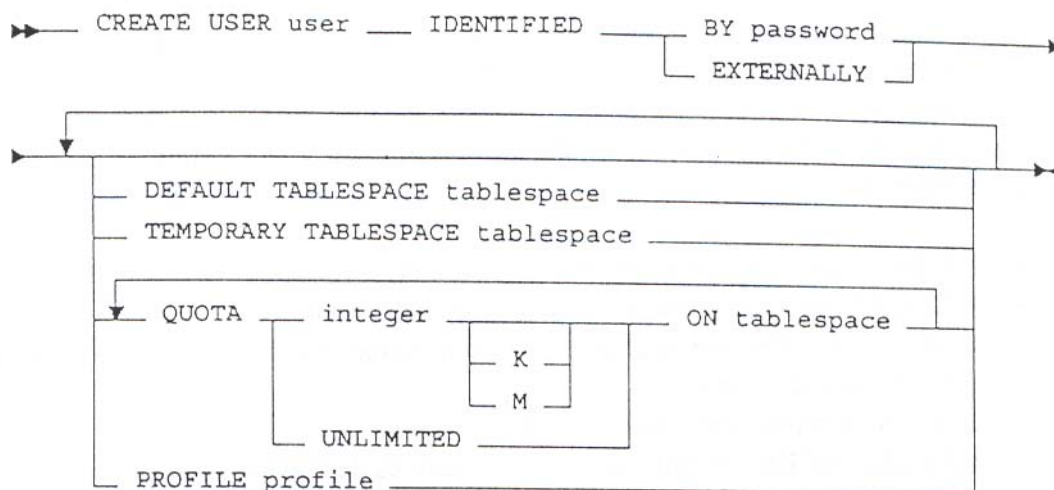 CREATE USER user IDENTIFIED BY password
EXTERNALLY
DEFAULT TABLESPACE tablespace
TEMPORARY TABLESPACE tablespace
QUOTA integer ON tablespace
K
M
UNLIMITED
PROFILE profile